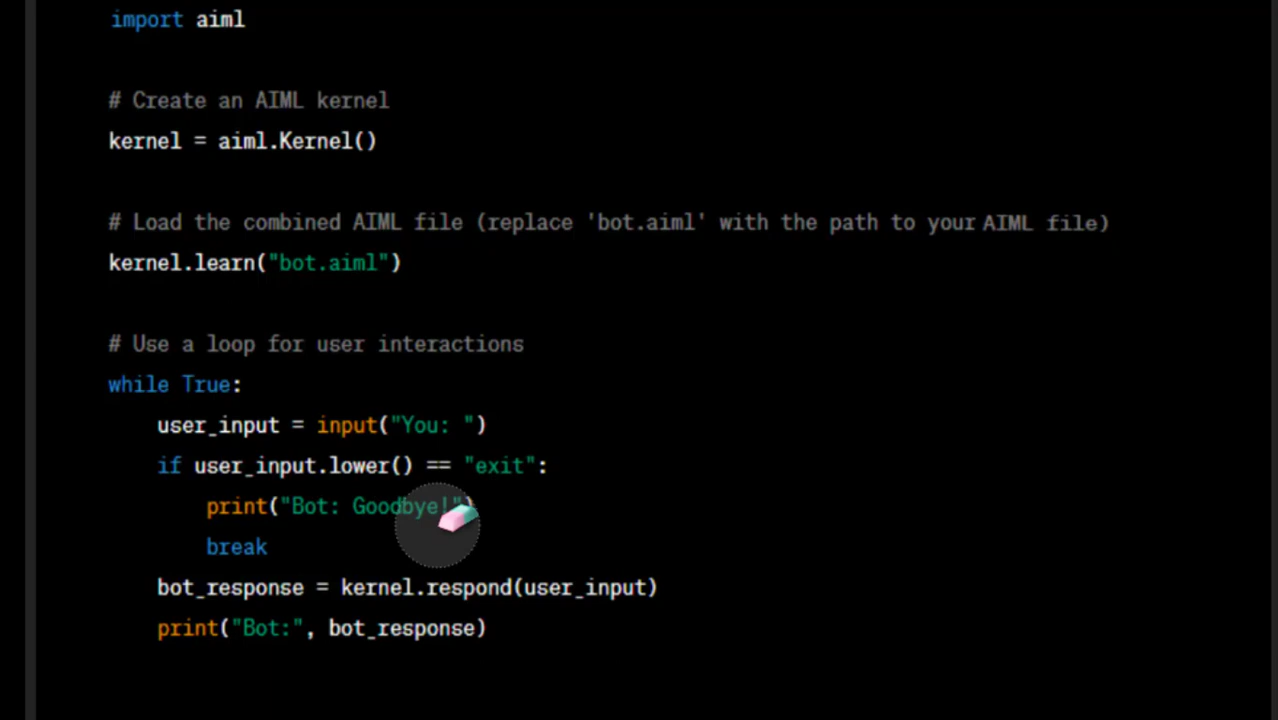 import aiml
# Create an AIML kernel
kernel = aiml.Kernel()
# Load the combined AIML file (replace 'bot.aiml' with the path to your AIML file)
kernel.learn("bot.aiml")
# Use a loop for user interactions
while True:
    user_input = input("You: ")
    if user_input.lower() == "exit":
        print("Bot: Goodbye!")
        break
    bot_response = kernel.respond(user_input)
    print("Bot:", bot_response)